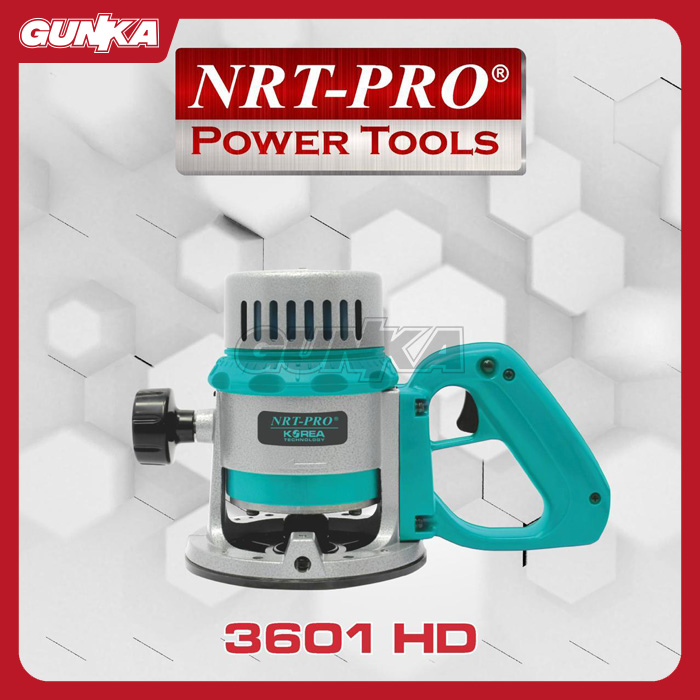 GUNKA
NRT-PRO®
POWER TOOLS
GUNKA
NRT-PRO®
KOREA
TECHNOLOGY
3601 HD